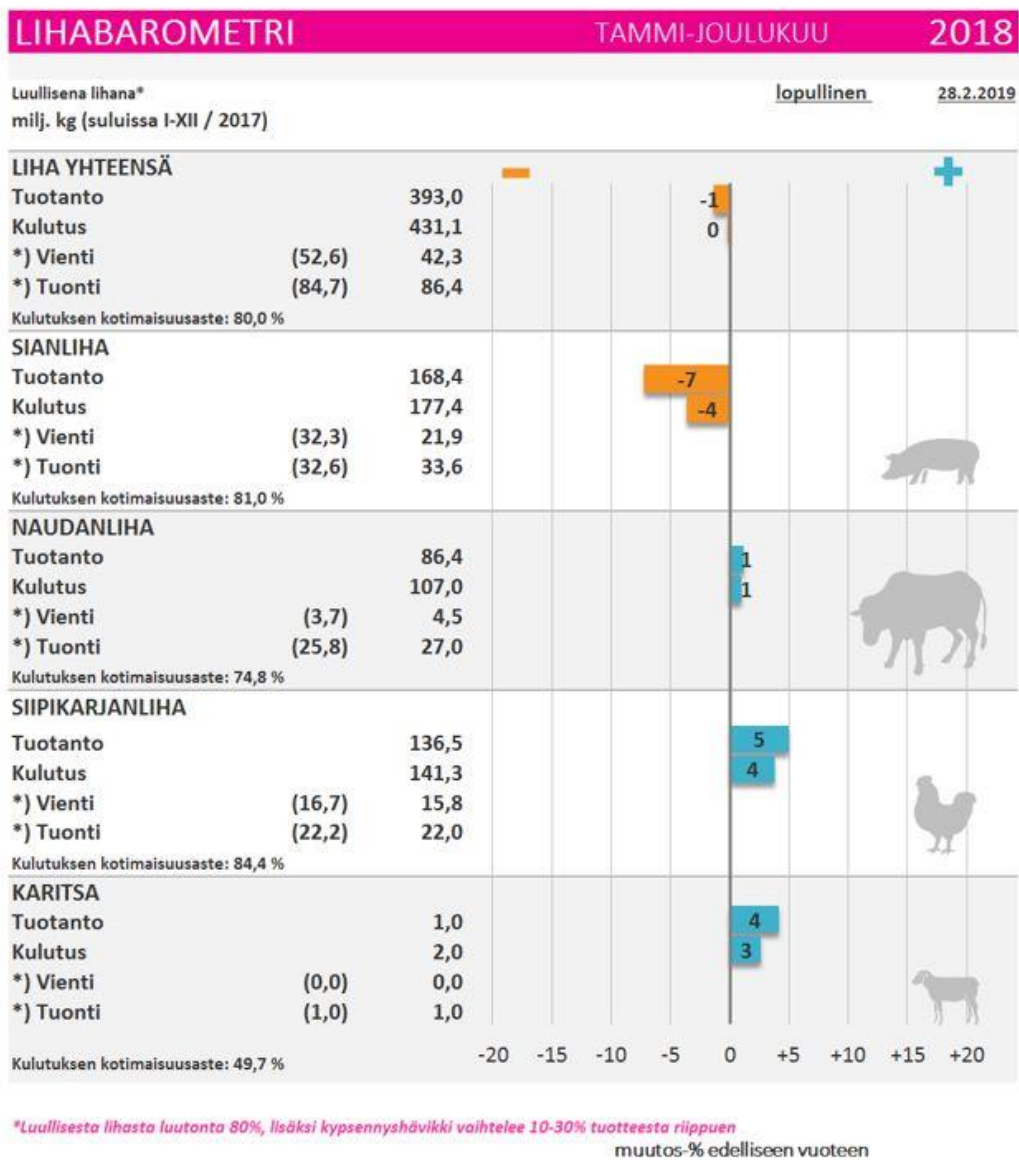 LIHABAROMETRI TAMMI-JOULUKUU 2018
Luullisena lihana* lopullinen 28.2.2019
milj. kg (suluissa I-XII / 2017)
LIHA YHTEENSÄ
Tuotanto 393,0 -1
Kulutus 431,1 0
*) Vienti (52,6) 42,3
*) Tuonti (84,7) 86,4
Kulutuksen kotimaisuusaste: 80,0 %
SIANLIHA
Tuotanto 168,4 -7
Kulutus 177,4 -4
*) Vienti (32,3) 21,9
*) Tuonti (32,6) 33,6
Kulutuksen kotimaisuusaste: 81,0 %
NAUDANLIHA
Tuotanto 86,4 1
Kulutus 107,0 1
*) Vienti (3,7) 4,5
*) Tuonti (25,8) 27,0
Kulutuksen kotimaisuusaste: 74,8 %
SIIPIKARJANLIHA
Tuotanto 136,5 5
Kulutus 141,3 4
*) Vienti (16,7) 15,8
*) Tuonti (22,2) 22,0
Kulutuksen kotimaisuusaste: 84,4 %
KARITSA
Tuotanto 1,0 4
Kulutus 2,0 3
*) Vienti (0,0) 0,0
*) Tuonti (1,0) 1,0
Kulutuksen kotimaisuusaste: 49,7 % -20 -15 -10 -5 0 +5 +10 +15 +20
*Luullisesta lihasta luutonta 80%, lisäksi kypsennyshävikki vaihtelee 10-30% tuotteesta riippuen
muutos-% edelliseen vuoteen